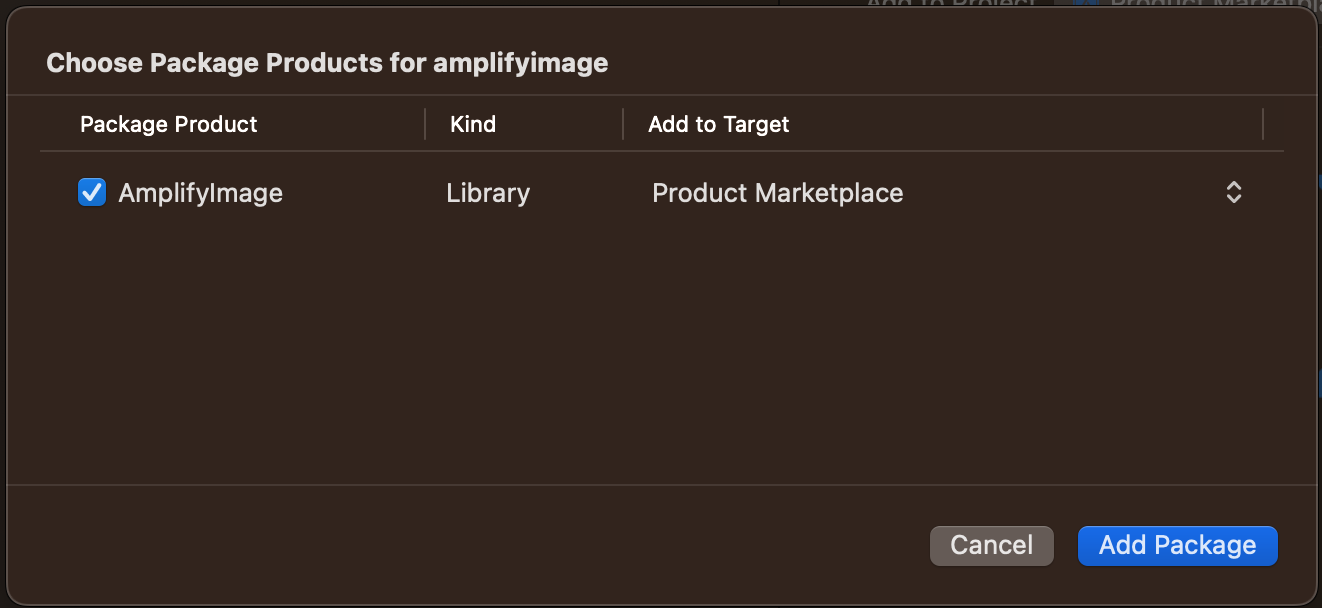 Choose Package Products for amplifyimage
Package Product Kind Add to Target
AmplifyImage Library Product Marketplace
Cancel Add Package